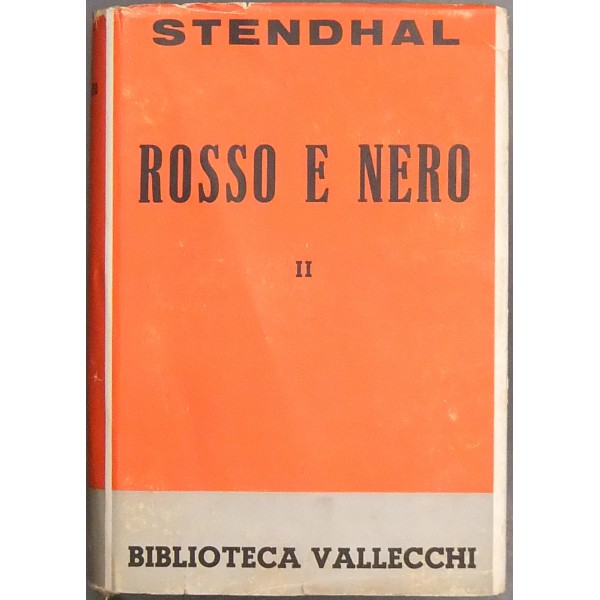 STENDHAL
ROSSO E NERO
II
BIBLIOTECA VALLECCHI